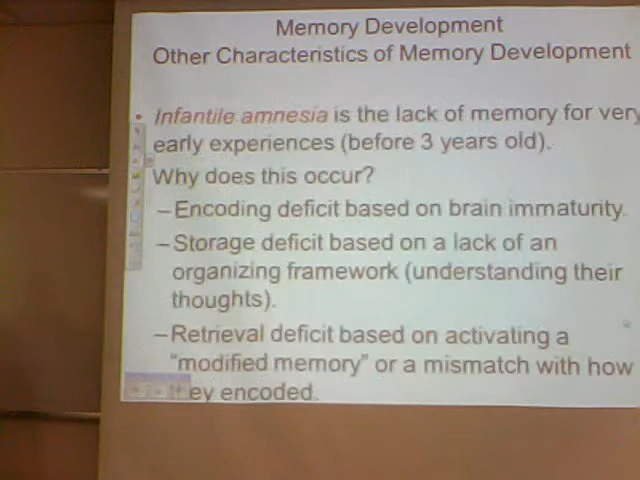 Memory Development
Other Characteristics of Memory Development
• Infantile amnesia is the lack of memory for very
early experiences (before 3 years old).
Why does this occur?
– Encoding deficit based on brain immaturity.
– Storage deficit based on a lack of an
organizing framework (understanding their
thoughts).
– Retrieval deficit based on activating a
"modified memory" or a mismatch with how
they encoded.